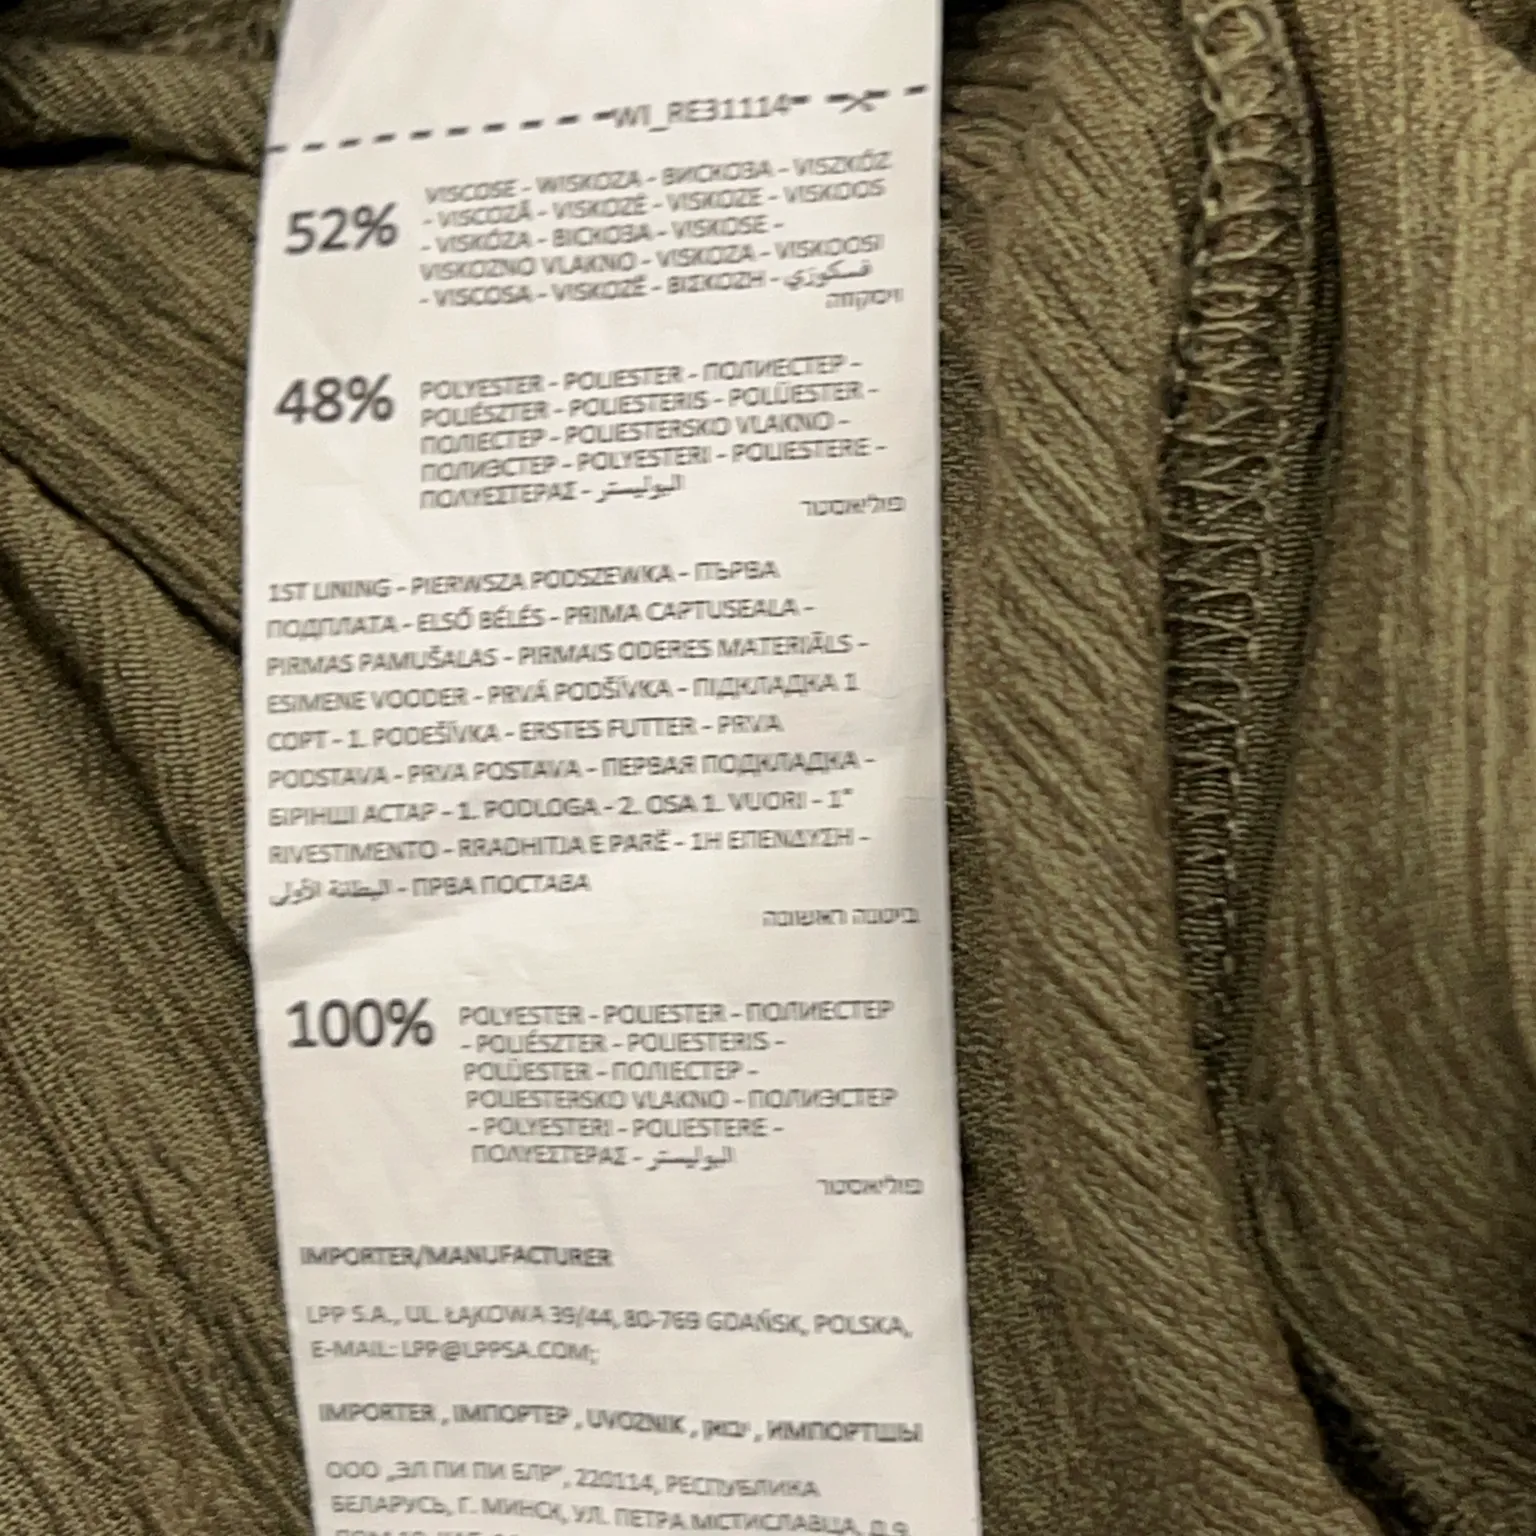 WI_RE31114
52% VISCOSE - WISKOZA - ВИСКОЗА - VISZKÓZ
- VISCOZĂ - VISKOZĖ - VISKOZE - VISKOOS
- VISKÓZA - ВІСКОЗА - VISKOSE -
VISKOZNO VLAKNO - VISKOZA - VISKOOSI
- VISCOSA - VISKOZË - ΒΙΣΚΟΖΗ - فسكوزي
ויסקוזה
48% POLYESTER - POLIESTER - ПОЛИЕСТЕР -
POLIÉSZTER - POLIESTERIS - POLÜESTER -
ПОЛІЕСТЕР - POLIESTERSKO VLAKNO -
ПОЛИЭСТЕР - POLYESTERI - POLIESTERE -
ΠΟΛΥΕΣΤΕΡΑΣ - البوليستر
פוליאסטר
1ST LINING - PIERWSZA PODSZEWKA - ПЪРВА
ПОДПЛАТА - ELSŐ BÉLÉS - PRIMA CAPTUSEALA -
PIRMAS PAMUŠALAS - PIRMAIS ODERES MATERIĀLS -
ESIMENE VOODER - PRVÁ PODŠÍVKA - ПІДКЛАДКА 1
СОРТ - 1. PODEŠÍVKA - ERSTES FUTTER - PRVA
PODSTAVA - PRVA POSTAVA - ПЕРВАЯ ПОДКЛАДКА -
БІРІНШІ АСТАР - 1. PODLOGA - 2. OSA 1. VUORI - 1°
RIVESTIMENTO - RRADHITJA E PARË - 1Η ΕΠΕΝΔΥΣΗ -
البطانة الأولى - ПРВА ПОСТАВА
ביטנה ראשונה
100% POLYESTER - POLIESTER - ПОЛИЕСТЕР
- POLIÉSZTER - POLIESTERIS -
POLÜESTER - ПОЛІЕСТЕР -
POLIESTERSKO VLAKNO - ПОЛИЭСТЕР
- POLYESTERI - POLIESTERE -
ΠΟΛΥΕΣΤΕΡΑΣ - البوليستر
פוליאסטר
IMPORTER/MANUFACTURER
LPP S.A., UL. ŁĄKOWA 39/44, 80-769 GDAŃSK, POLSKA,
E-MAIL: LPP@LPPSA.COM;
IMPORTER , ІМПОРТЕР , UVOZNIK , יבואן , ИМПОРТШЫ
ООО „ЭЛ ПИ ПИ БЛР", 220114, РЕСПУБЛИКА
БЕЛАРУСЬ, Г. МИНСК, УЛ. ПЕТРА МСТИСЛАВЦА, Д.9